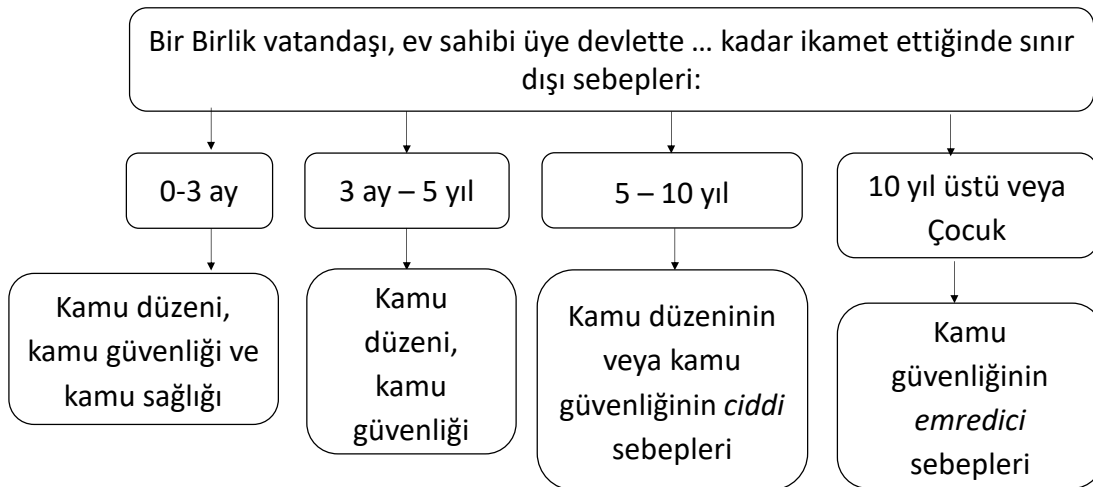 Bir Birlik vatandaşı, ev sahibi üye devlette … kadar ikamet ettiğinde sınır
dışı sebepleri:
0-3 ay
3 ay – 5 yıl
5 – 10 yıl
10 yıl üstü veya
Çocuk
Kamu düzeni,
kamu güvenliği ve
kamu sağlığı
Kamu
düzeni,
kamu
güvenliği
Kamu düzeninin
veya kamu
güvenliğinin ciddi
sebepleri
Kamu
güvenliğinin
emredici
sebepleri